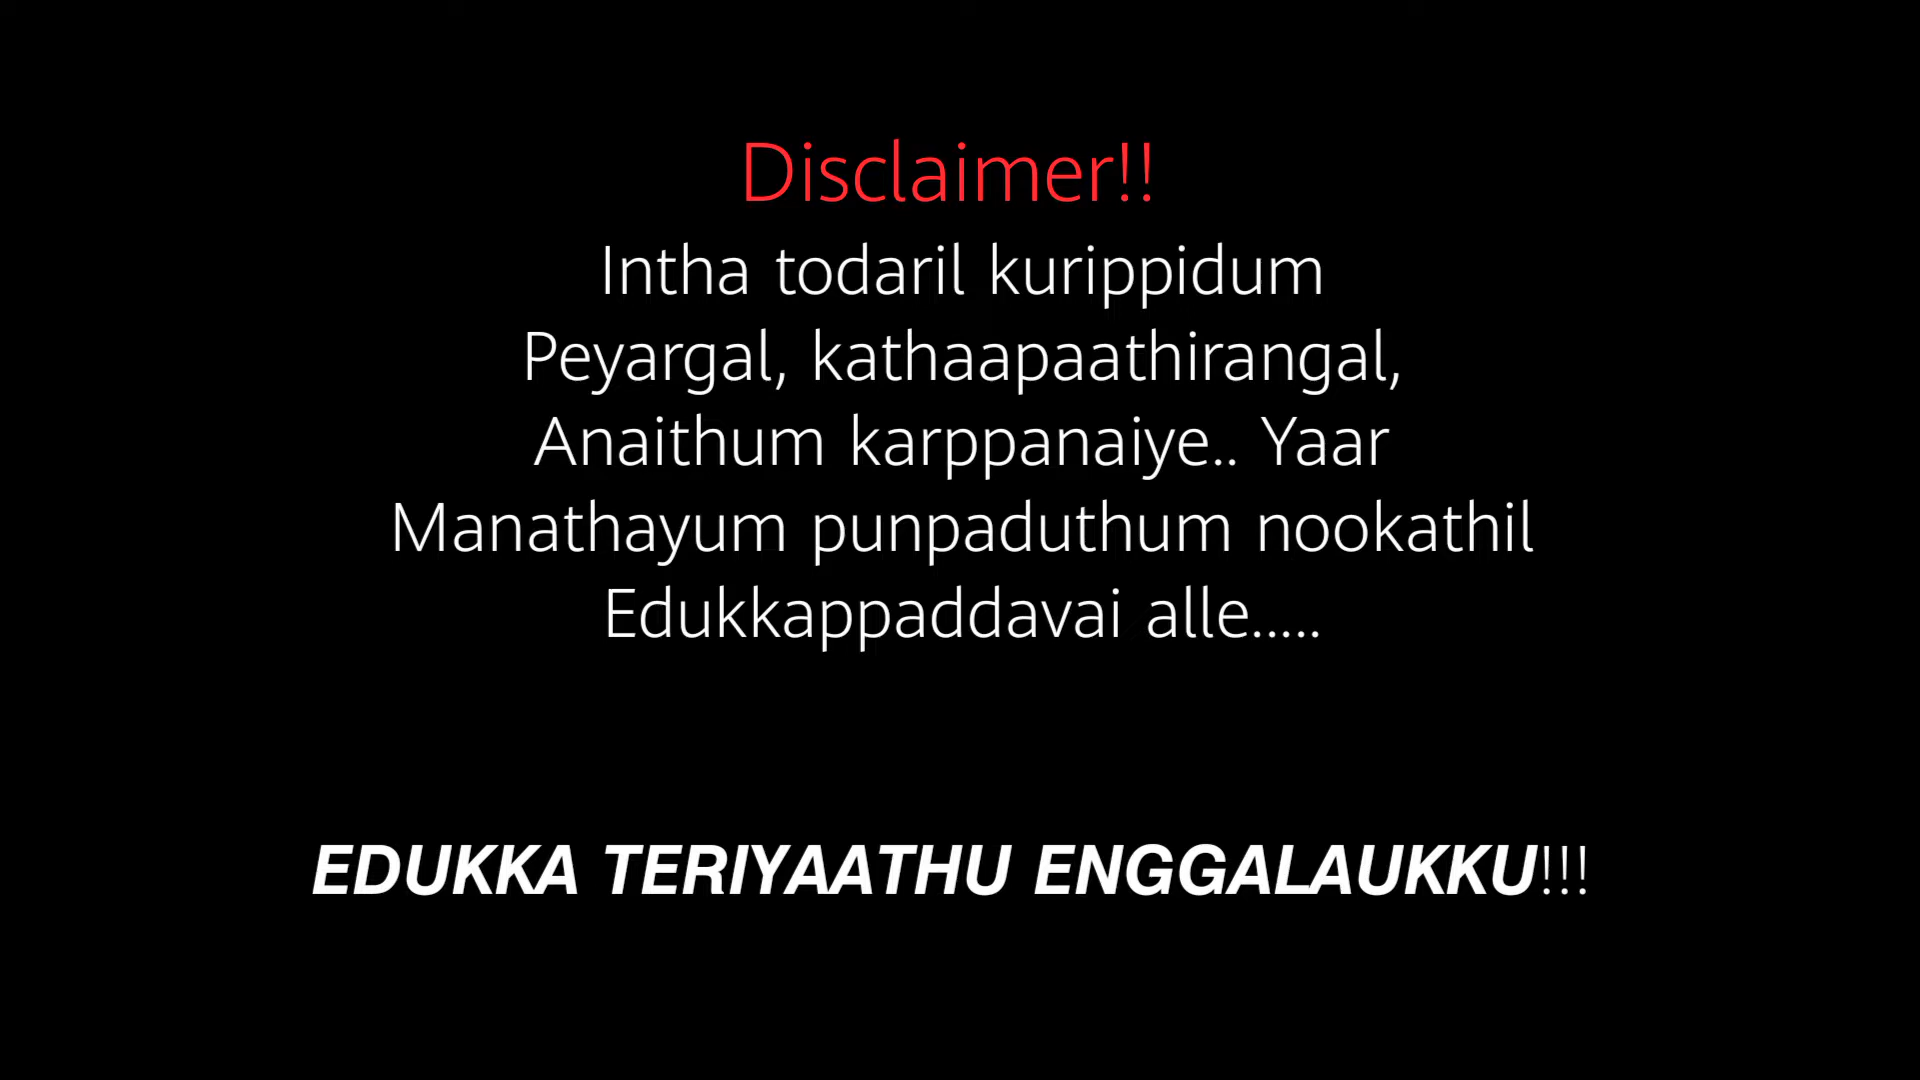 Disclaimer!!
Intha todaril kurippidum
Peyargal, kathaapaathirangal,
Anaithum karppanaiye.. Yaar
Manathayum punpaduthum nookathil
Edukkappaddavai alle.....
EDUKKA TERIYAATHU ENGGALAUKKU!!!